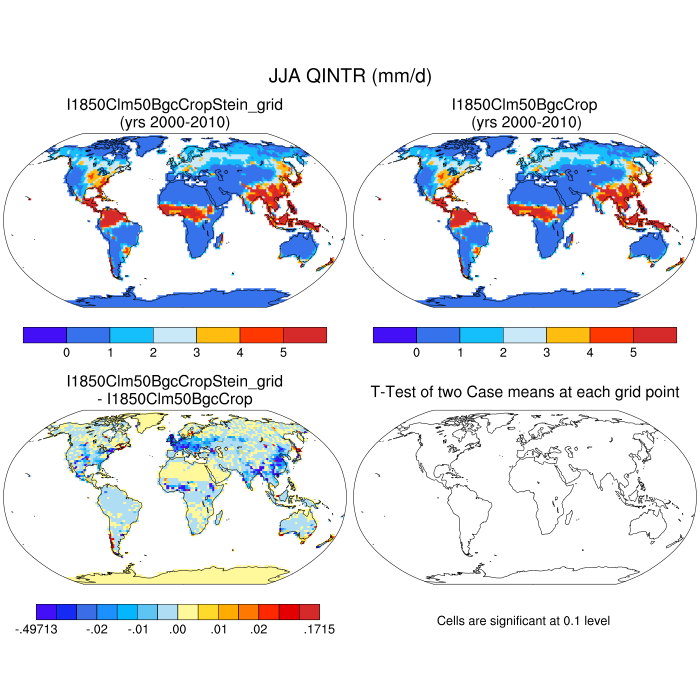 JJA QINTR (mm/d)
I1850Clm50BgcCropStein_grid
(yrs 2000-2010)
I1850Clm50BgcCrop
(yrs 2000-2010)
0 1 2 3 4 5
0 1 2 3 4 5
I1850Clm50BgcCropStein_grid
- I1850Clm50BgcCrop
T-Test of two Case means at each grid point
-.49713 -.02 -.01 .00 .01 .02 .1715
Cells are significant at 0.1 level